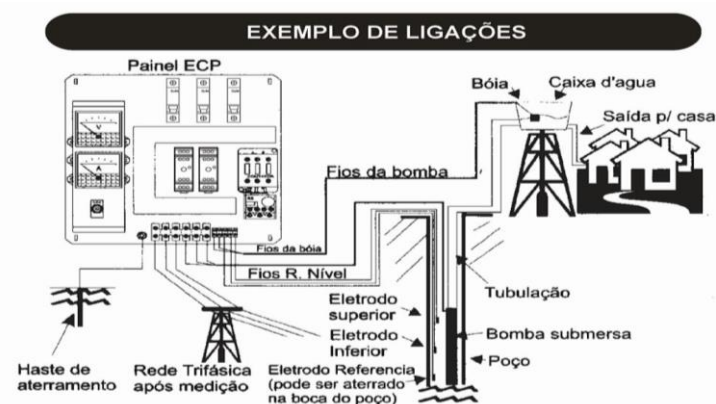 EXEMPLO DE LIGAÇÕES
Painel ECP
Bóia
Caixa d'agua
Saída p/ casa
V
A
Fios da bomba
Fios da bóia
Fios R. Nível
Tubulação
Eletrodo
superior
Eletrodo
Inferior
Bomba submersa
Poço
Haste de
aterramento
Rede Trifásica
após medição
Eletrodo Referencia
(pode ser aterrado
na boca do poço)